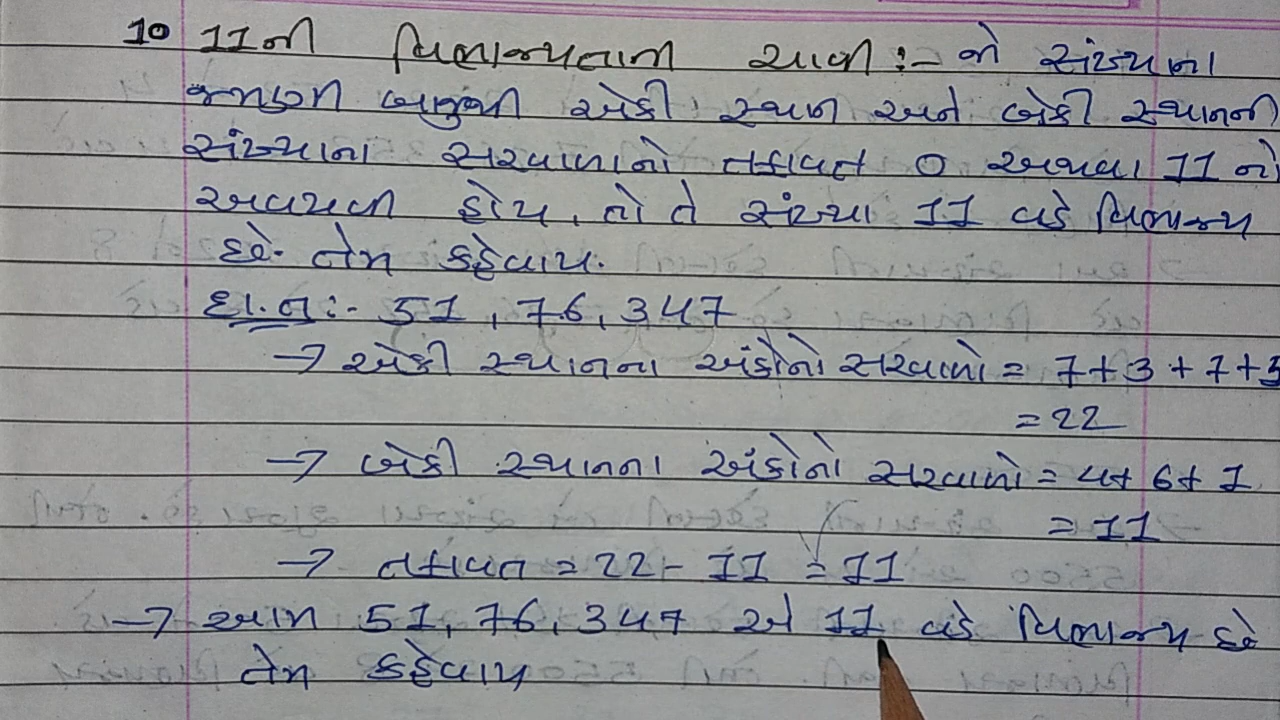 10 11ની વિભાજ્યતાની ચાવી :- જો સંખ્યાના
જમણી બાજુથી એકી સ્થાન અને બેકી સ્થાનની
સંખ્યાના સરવાળાનો તફાવત 0 અથવા 11 નો
અવયવી હોય, તો તે સંખ્યા 11 વડે વિભાજ્ય
છે. તેમ કહેવાય.
દા.ત :- 51,76,347
→ એકી સ્થાનના અંકોનો સરવાળો = 7+3+7+5
= 22
→ બેકી સ્થાનના અંકોનો સરવાળો = 4+6+1
= 11
→ તફાવત = 22 - 11 = 11
→ આમ 51,76,347 એ 11 વડે વિભાજ્ય છે
તેમ કહેવાય